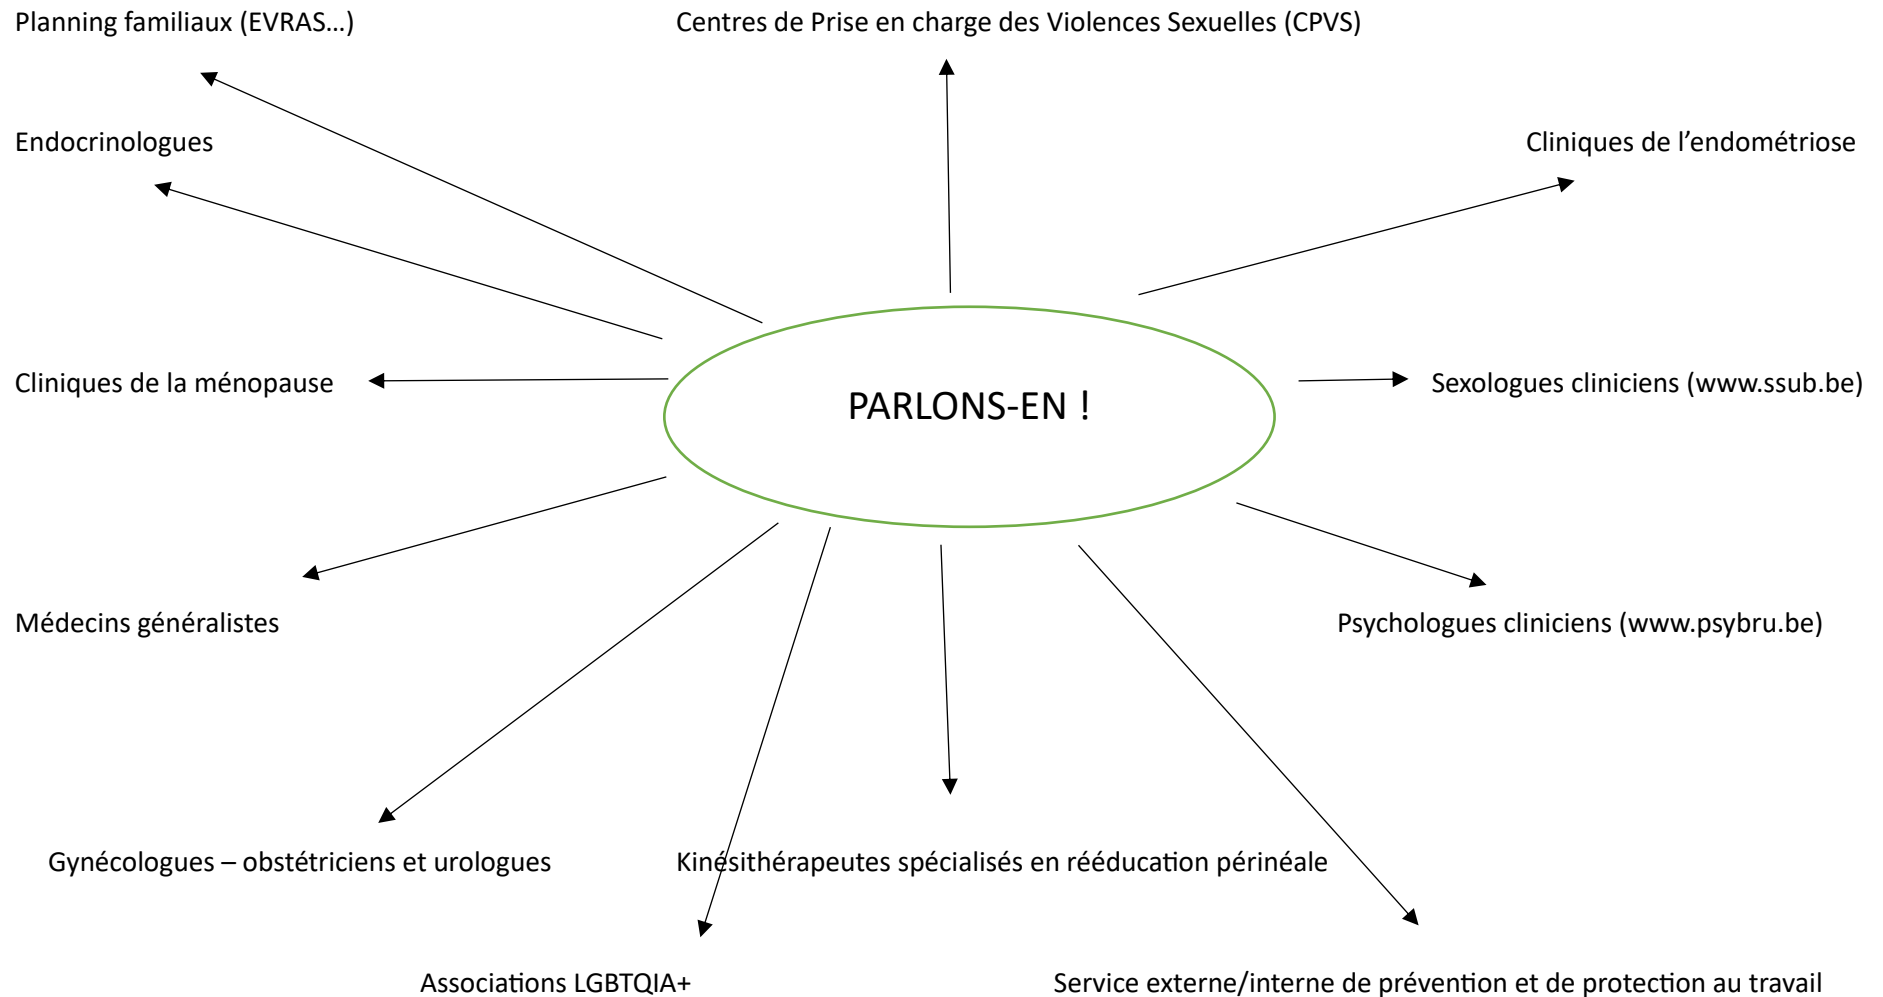 Planning familiaux (EVRAS…)
Centres de Prise en charge des Violences Sexuelles (CPVS)
Endocrinologues
Cliniques de l’endométriose
Cliniques de la ménopause
PARLONS-EN !
Sexologues cliniciens (www.ssub.be)
Médecins généralistes
Psychologues cliniciens (www.psybru.be)
Gynécologues – obstétriciens et urologues
Kinésithérapeutes spécialisés en rééducation périnéale
Associations LGBTQIA+
Service externe/interne de prévention et de protection au travail